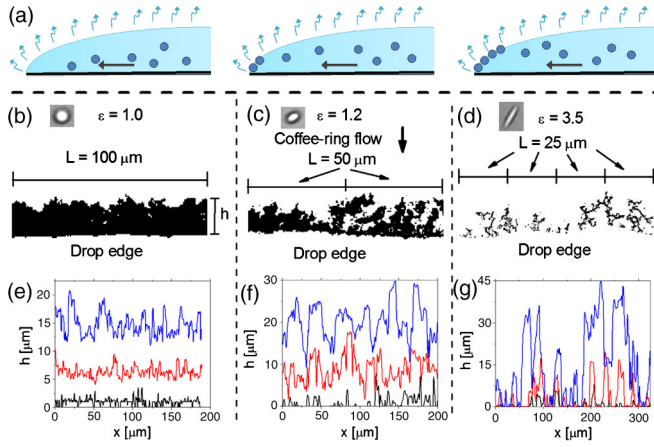 (a)
(b) ε = 1.0
L = 100 μm
h
Drop edge
(c) ε = 1.2
Coffee-ring flow
L = 50 μm
Drop edge
(d) ε = 3.5
L = 25 μm
Drop edge
(e)
h [μm]
20
15
10
5
0
0 50 100 150 200
x [μm]
(f)
h [μm]
30
20
10
0
0 50 100 150 200
x [μm]
(g)
h [μm]
45
30
15
0
0 100 200 300
x [μm]